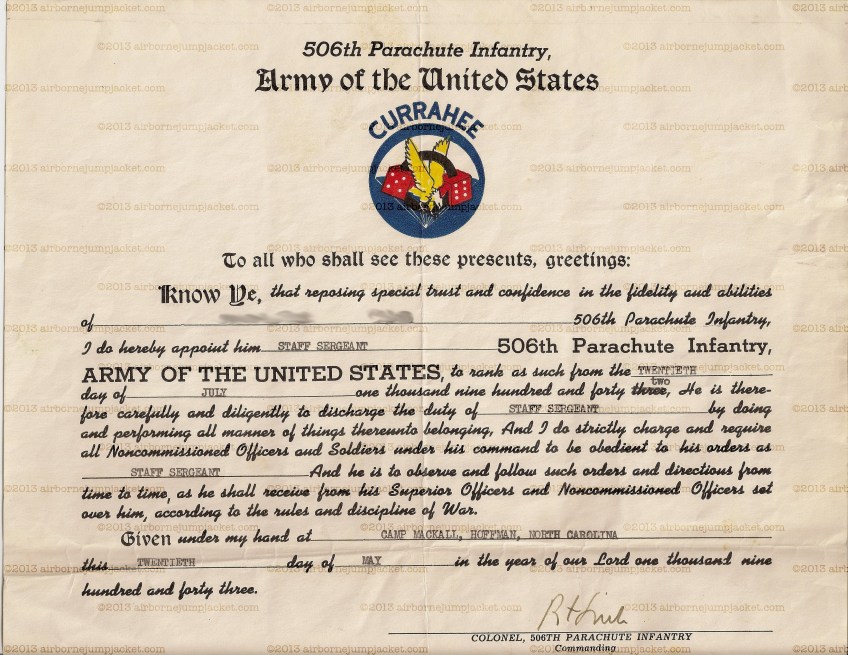 506th Parachute Infantry,
Army of the United States
CURRAHEE
To all who shall see these presents, greetings:
Know Ye, that reposing special trust and confidence in the fidelity and abilities
of 506th Parachute Infantry,
I do hereby appoint him STAFF SERGEANT 506th Parachute Infantry,
ARMY OF THE UNITED STATES, to rank as such from the TWENTIETH
day of JULY one thousand nine hundred and forty three, two He is there-
fore carefully and diligently to discharge the duty of STAFF SERGEANT by doing
and performing all manner of things thereunto belonging, And I do strictly charge and require
all Noncommissioned Officers and Soldiers under his command to be obedient to his orders as
STAFF SERGEANT And he is to observe and follow such orders and directions from
time to time, as he shall receive from his Superior Officers and Noncommissioned Officers set
over him, according to the rules and discipline of War.
Given under my hand at CAMP MACKALL, HOFFMAN, NORTH CAROLINA
this TWENTIETH day of MAY in the year of our Lord one thousand nine
hundred and forty three.
COLONEL, 506TH PARACHUTE INFANTRY
Commanding
©2013 airbornejumpjacket.com